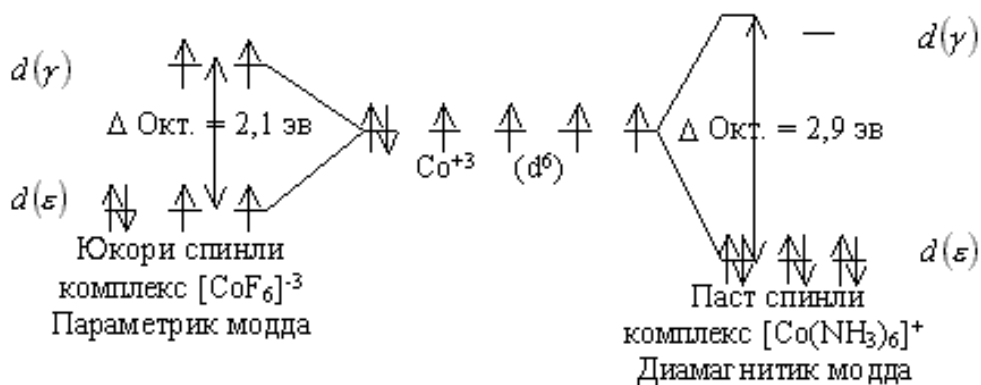 d(γ)
Δ Окт. = 2,1 эв
d(ε)
Юкори спинли
комплекс [CoF₆]⁻³
Параметрик модда
Co⁺³ (d⁶)
d(γ)
Δ Окт. = 2,9 эв
d(ε)
Паст спинли
комплекс [Co(NH₃)₆]⁺
Диамагнитик модда